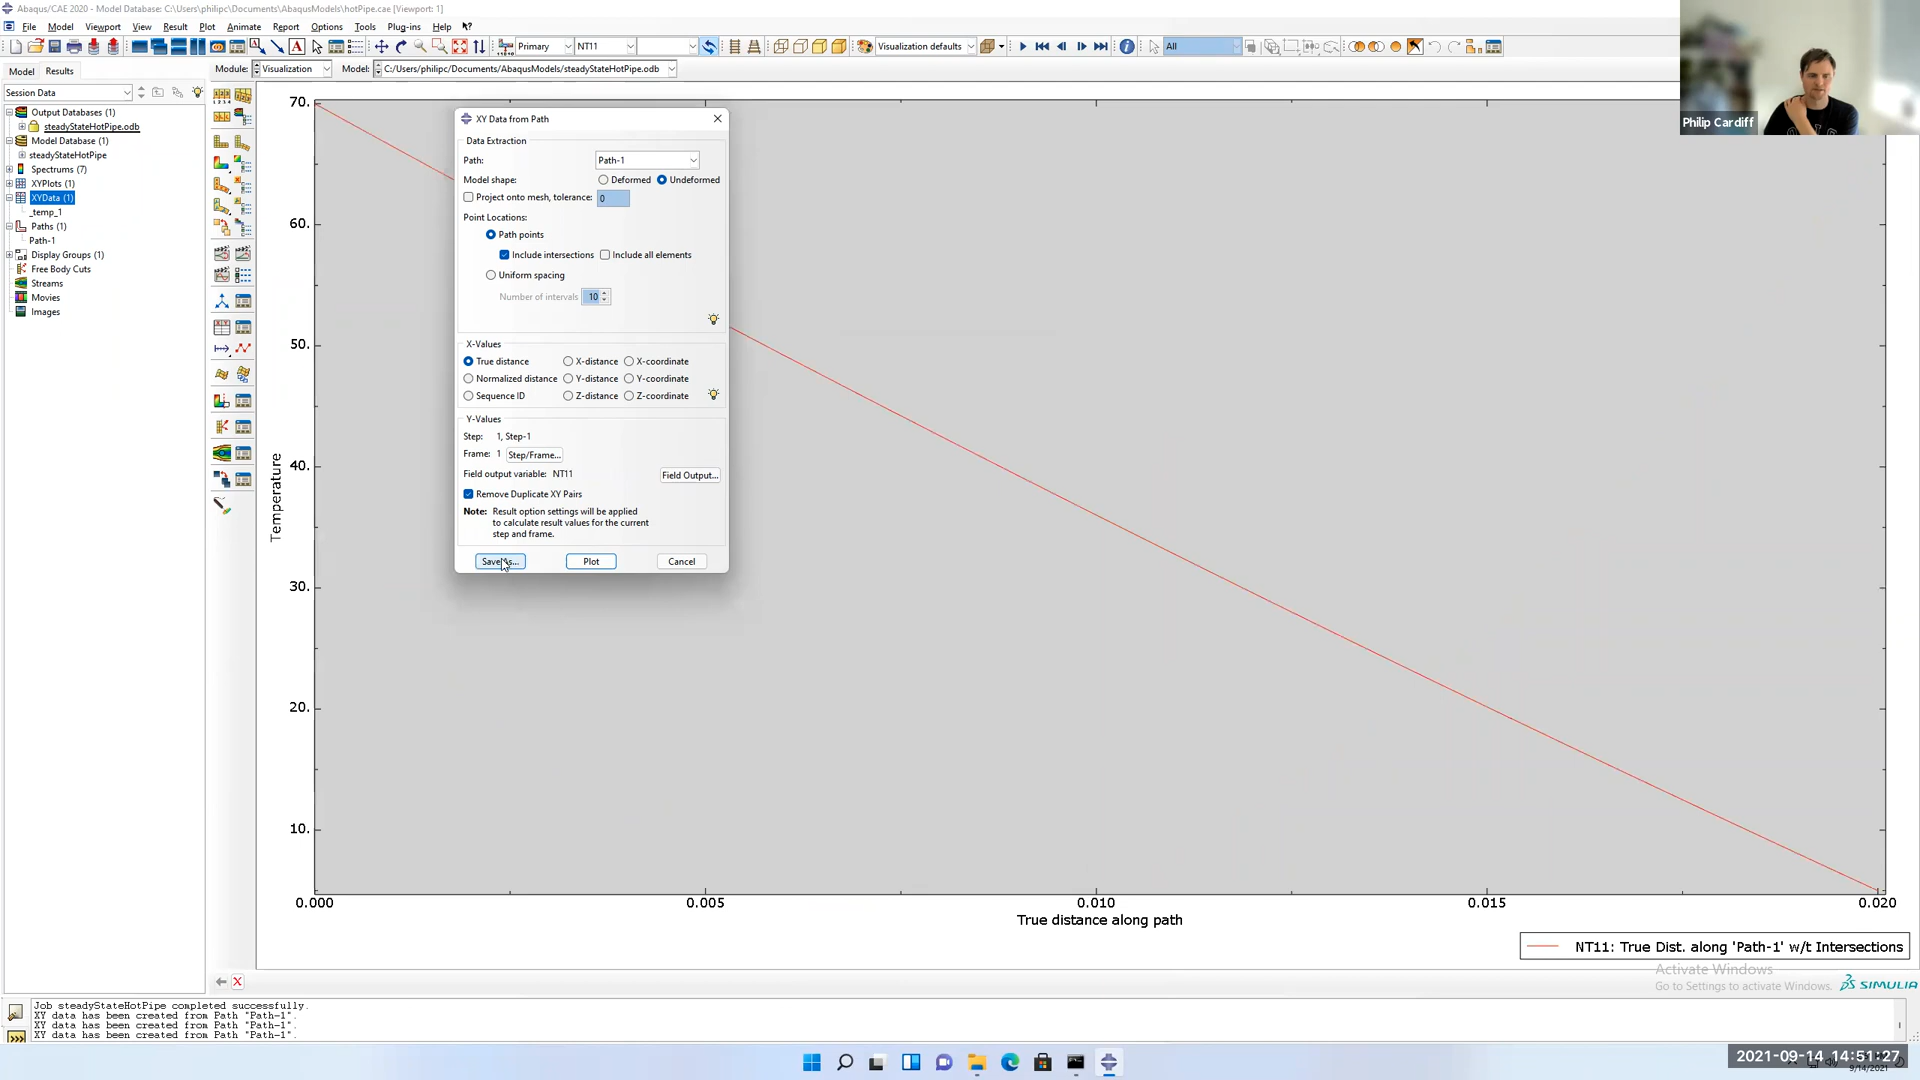 Abaqus/CAE 2020 - Model Database: C:\Users\philipc\Documents\AbaqusModels\hotPipe.cae [Viewport: 1]
File Model Viewport View Result Plot Animate Report Options Tools Plug-ins Help
Primary NT11 Visualization defaults All
Model Results
Module: Visualization Model: C:/Users/philipc/Documents/AbaqusModels/steadyStateHotPipe.odb
Session Data
Output Databases (1)
steadyStateHotPipe.odb
Model Database (1)
steadyStateHotPipe
Spectrums (7)
XYPlots (1)
XYData (1)
_temp_1
Paths (1)
Path-1
Display Groups (1)
Free Body Cuts
Streams
Movies
Images
XY Data from Path
Data Extraction
Path: Path-1
Model shape: Deformed Undeformed
Project onto mesh, tolerance: 0
Point Locations:
Path points
Include intersections Include all elements
Uniform spacing
Number of intervals 10
X-Values
True distance X-distance X-coordinate
Normalized distance Y-distance Y-coordinate
Sequence ID Z-distance Z-coordinate
Y-Values
Step: 1, Step-1
Frame: 1 Step/Frame...
Field output variable: NT11 Field Output...
Remove Duplicate XY Pairs
Note: Result option settings will be applied
to calculate result values for the current
step and frame.
Save As... Plot Cancel
70.
60.
50.
40.
30.
20.
10.
Temperature
0.000 0.005 0.010 0.015 0.020
True distance along path
NT11: True Dist. along 'Path-1' w/t Intersections
Activate Windows
Go to Settings to activate Windows.
SIMULIA
Job steadyStateHotPipe completed successfully.
XY data has been created from Path "Path-1".
XY data has been created from Path "Path-1".
XY data has been created from Path "Path-1".
Philip Cardiff
2021-09-14 14:51:27
9/14/2021